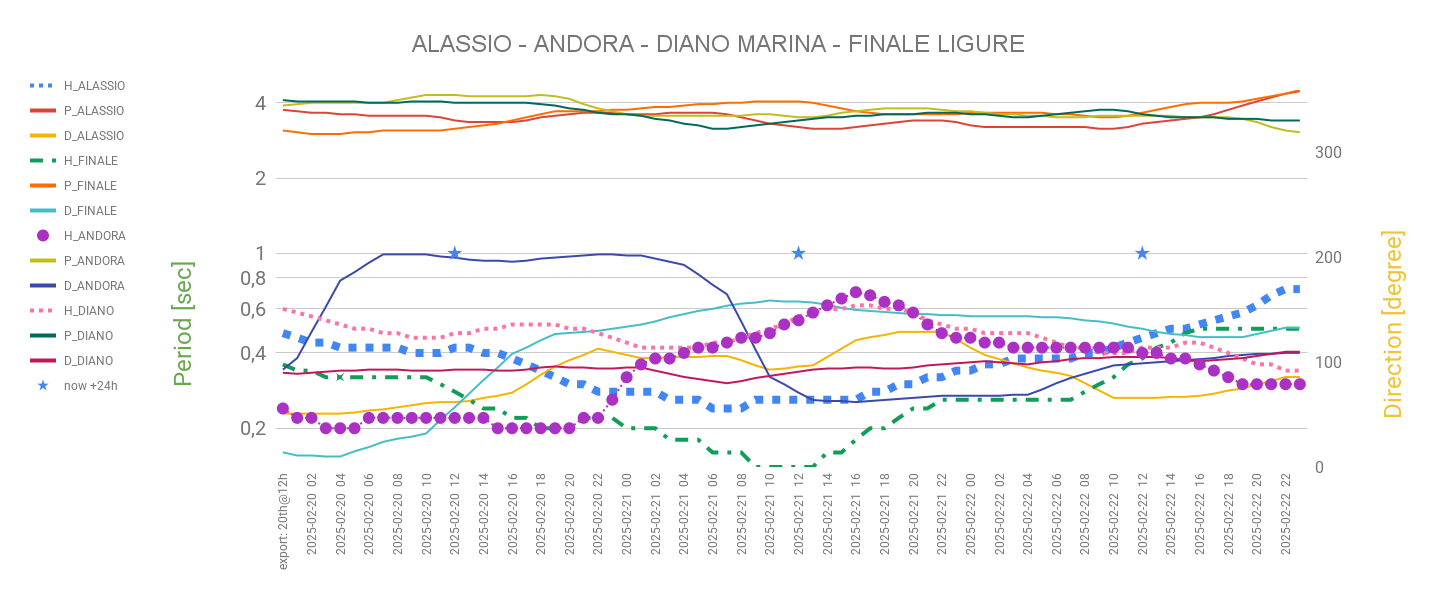 ALASSIO - ANDORA - DIANO MARINA - FINALE LIGURE
H_ALASSIO
P_ALASSIO
D_ALASSIO
H_FINALE
P_FINALE
D_FINALE
H_ANDORA
P_ANDORA
D_ANDORA
H_DIANO
P_DIANO
D_DIANO
now +24h
Period [sec]
4
2
1
0,8
0,6
0,4
0,2
300
200
100
0
Direction [degree]
export: 20th@12h
2025-02-20 02
2025-02-20 04
2025-02-20 06
2025-02-20 08
2025-02-20 10
2025-02-20 12
2025-02-20 14
2025-02-20 16
2025-02-20 18
2025-02-20 20
2025-02-20 22
2025-02-21 00
2025-02-21 02
2025-02-21 04
2025-02-21 06
2025-02-21 08
2025-02-21 10
2025-02-21 12
2025-02-21 14
2025-02-21 16
2025-02-21 18
2025-02-21 20
2025-02-21 22
2025-02-22 00
2025-02-22 02
2025-02-22 04
2025-02-22 06
2025-02-22 08
2025-02-22 10
2025-02-22 12
2025-02-22 14
2025-02-22 16
2025-02-22 18
2025-02-22 20
2025-02-22 22